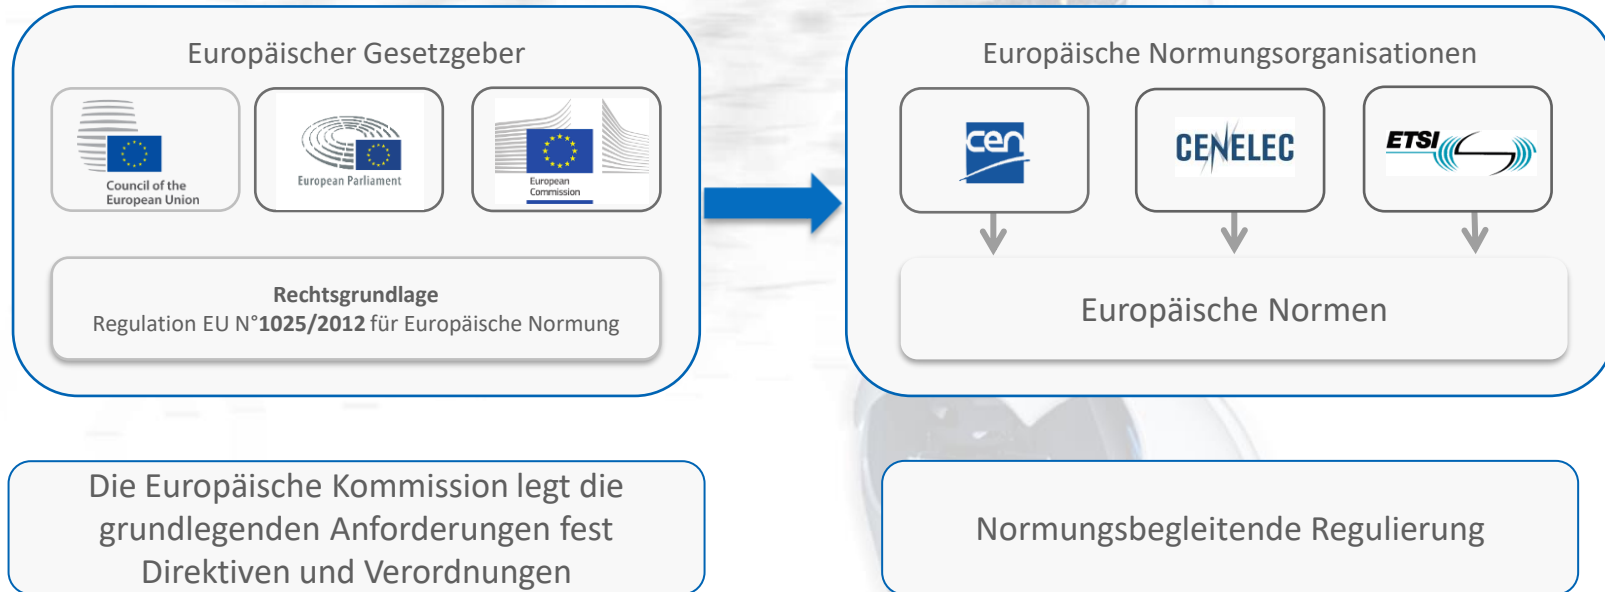 Europäischer Gesetzgeber
Council of the
European Union
European Parliament
European
Commission
Rechtsgrundlage
Regulation EU N°1025/2012 für Europäische Normung
Europäische Normungsorganisationen
cen
CENELEC
ETSI
Europäische Normen
Die Europäische Kommission legt die
grundlegenden Anforderungen fest
Direktiven und Verordnungen
Normungsbegleitende Regulierung